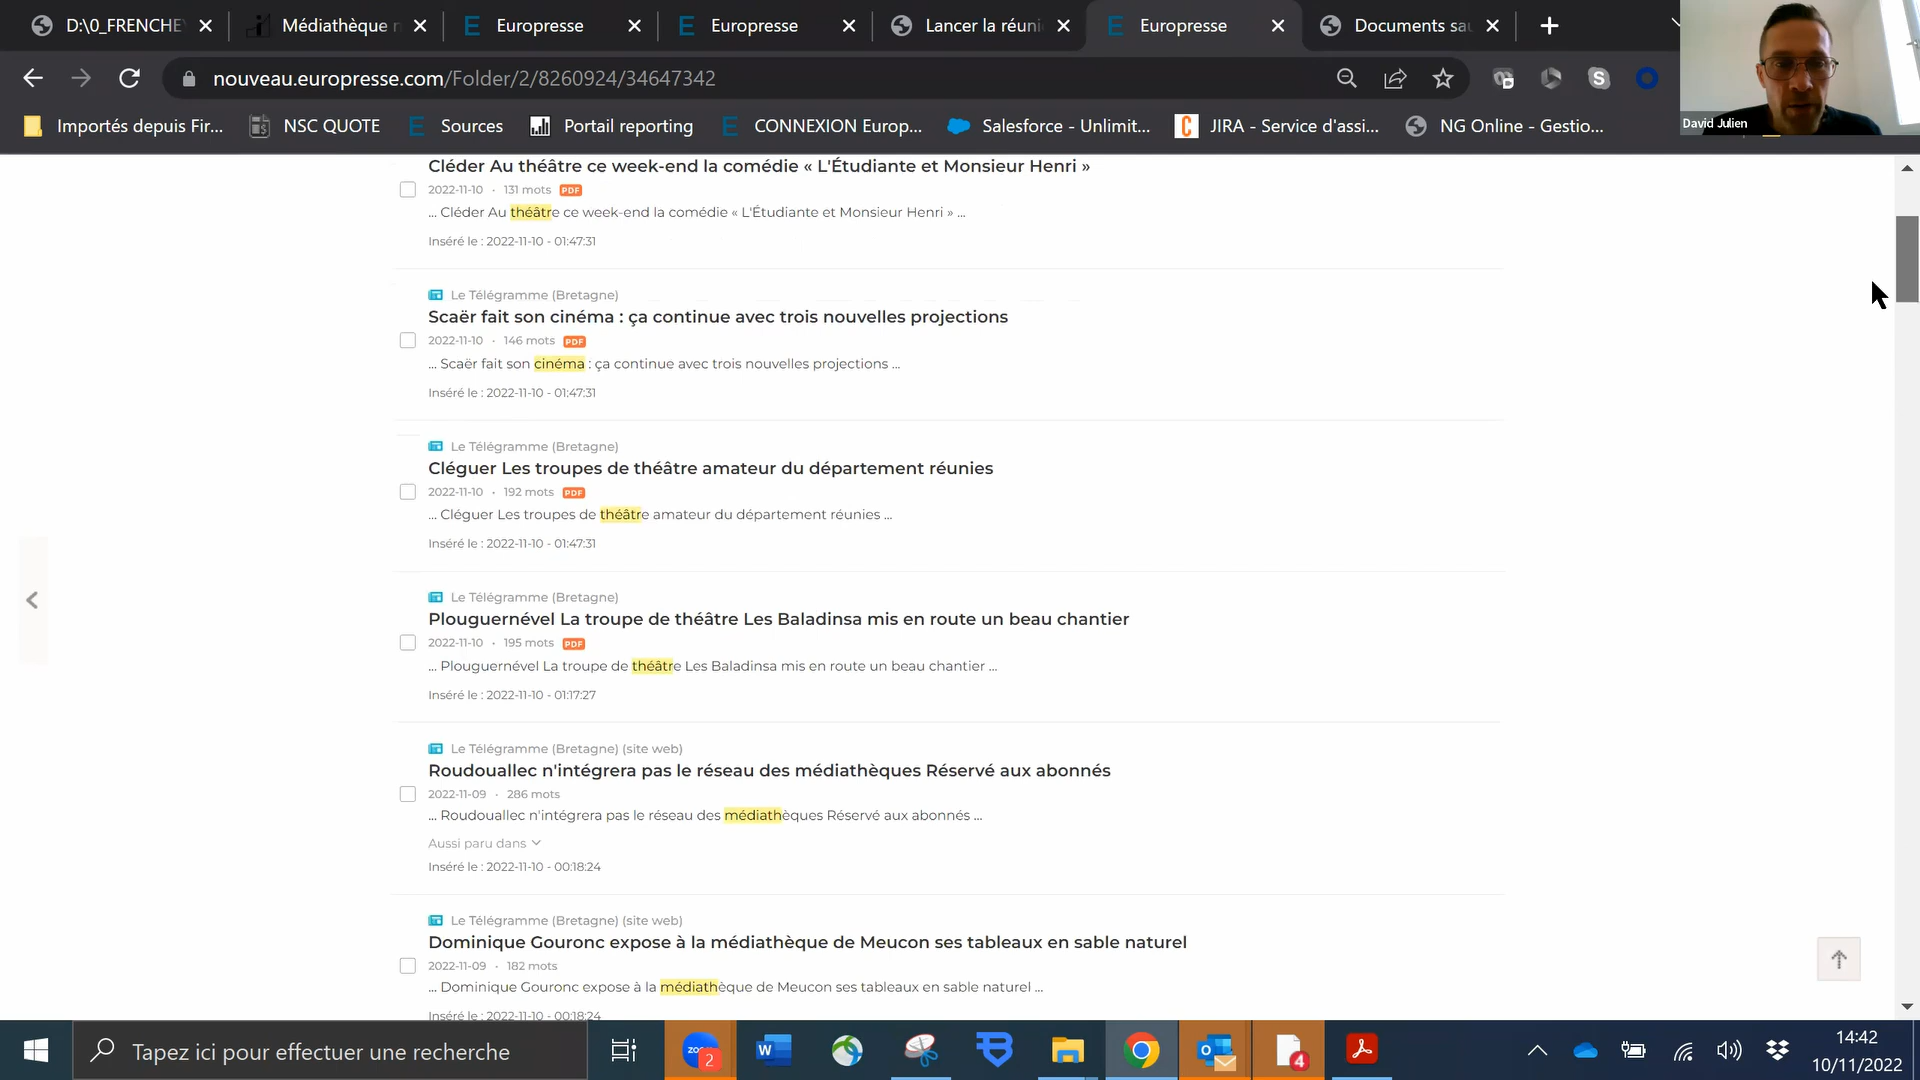 D:\0_FRENCHE
Médiathèque n
Europresse
Europresse
Lancer la réuni
Europresse
Documents sau
nouveau.europresse.com/Folder/2/8260924/34647342
Importés depuis Fir...
NSC QUOTE
Sources
Portail reporting
CONNEXION Europ...
Salesforce - Unlimit...
JIRA - Service d'assi...
NG Online - Gestio...
David Julien
Cléder Au théâtre ce week-end la comédie « L'Étudiante et Monsieur Henri »
2022-11-10 · 131 mots PDF
... Cléder Au théâtre ce week-end la comédie « L'Étudiante et Monsieur Henri » ...
Inséré le : 2022-11-10 - 01:47:31
Le Télégramme (Bretagne)
Scaër fait son cinéma : ça continue avec trois nouvelles projections
2022-11-10 · 146 mots PDF
... Scaër fait son cinéma : ça continue avec trois nouvelles projections ...
Inséré le : 2022-11-10 - 01:47:31
Le Télégramme (Bretagne)
Cléguer Les troupes de théâtre amateur du département réunies
2022-11-10 · 192 mots PDF
... Cléguer Les troupes de théâtre amateur du département réunies ...
Inséré le : 2022-11-10 - 01:47:31
Le Télégramme (Bretagne)
Plouguernével La troupe de théâtre Les Baladinsa mis en route un beau chantier
2022-11-10 · 195 mots PDF
... Plouguernével La troupe de théâtre Les Baladinsa mis en route un beau chantier ...
Inséré le : 2022-11-10 - 01:17:27
Le Télégramme (Bretagne) (site web)
Roudouallec n'intégrera pas le réseau des médiathèques Réservé aux abonnés
2022-11-09 · 286 mots
... Roudouallec n'intégrera pas le réseau des médiathèques Réservé aux abonnés ...
Aussi paru dans
Inséré le : 2022-11-10 - 00:18:24
Le Télégramme (Bretagne) (site web)
Dominique Gouronc expose à la médiathèque de Meucon ses tableaux en sable naturel
2022-11-09 · 182 mots
... Dominique Gouronc expose à la médiathèque de Meucon ses tableaux en sable naturel ...
Inséré le : 2022-11-10 - 00:18:24
Tapez ici pour effectuer une recherche
zoom
2
4
14:42
10/11/2022